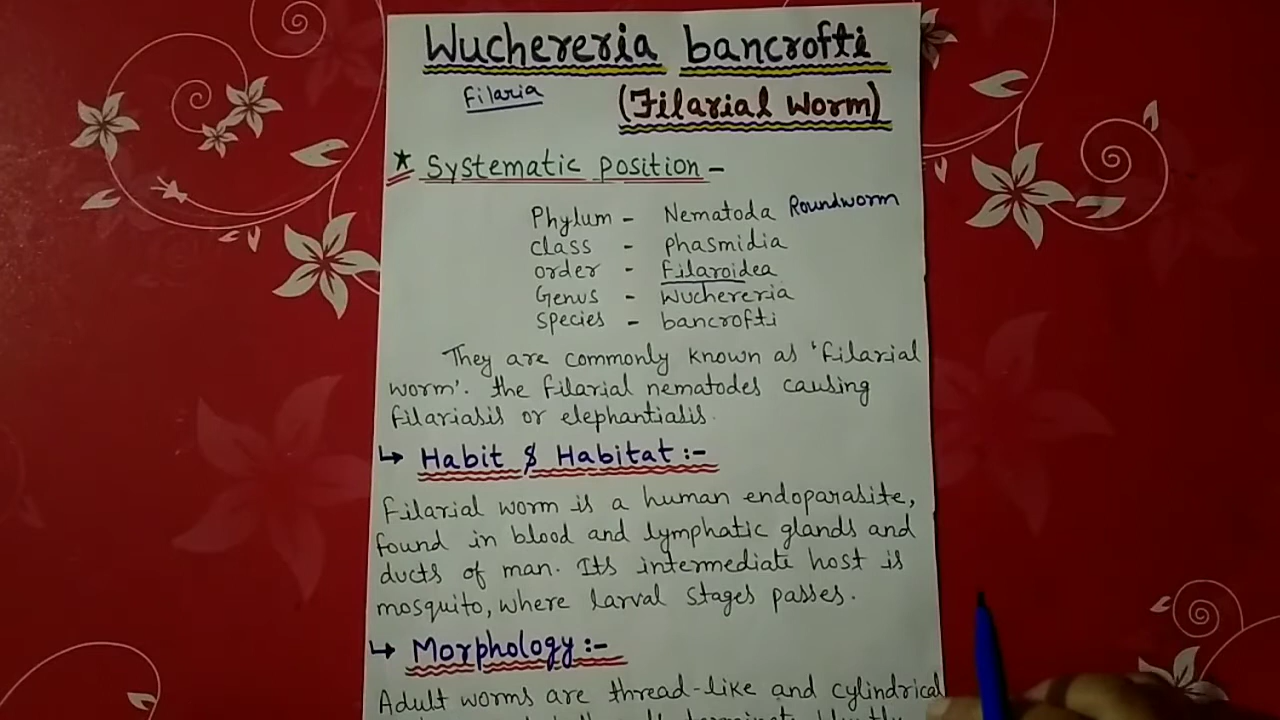 Wuchereria bancrofti
Filaria (Filarial Worm)
* Systematic position -
Phylum - Nematoda Roundworm
class - phasmidia
order - Filaroidea
Genus - Wuchereria
species - bancrofti
They are commonly known as 'filarial
worm'. the filarial nematodes causing
filariasis or elephantiasis.
↳ Habit & Habitat :-
Filarial worm is a human endoparasite,
found in blood and lymphatic glands and
ducts of man. Its intermediate host is
mosquito, where larval stages passes.
↳ Morphology :-
Adult worms are thread-like and cylindrical